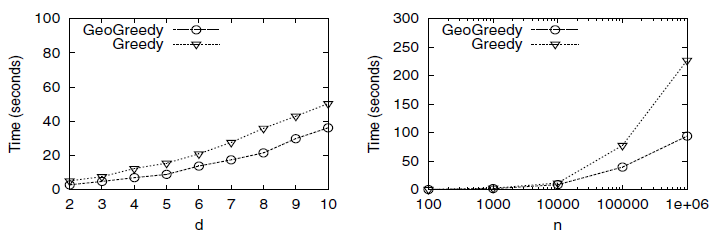 100
80
60
40
20
0
Time (seconds)
GeoGreedy
Greedy
2 3 4 5 6 7 8 9 10
d
300
250
200
150
100
50
0
Time (seconds)
GeoGreedy
Greedy
100 1000 10000 100000 1e+06
n